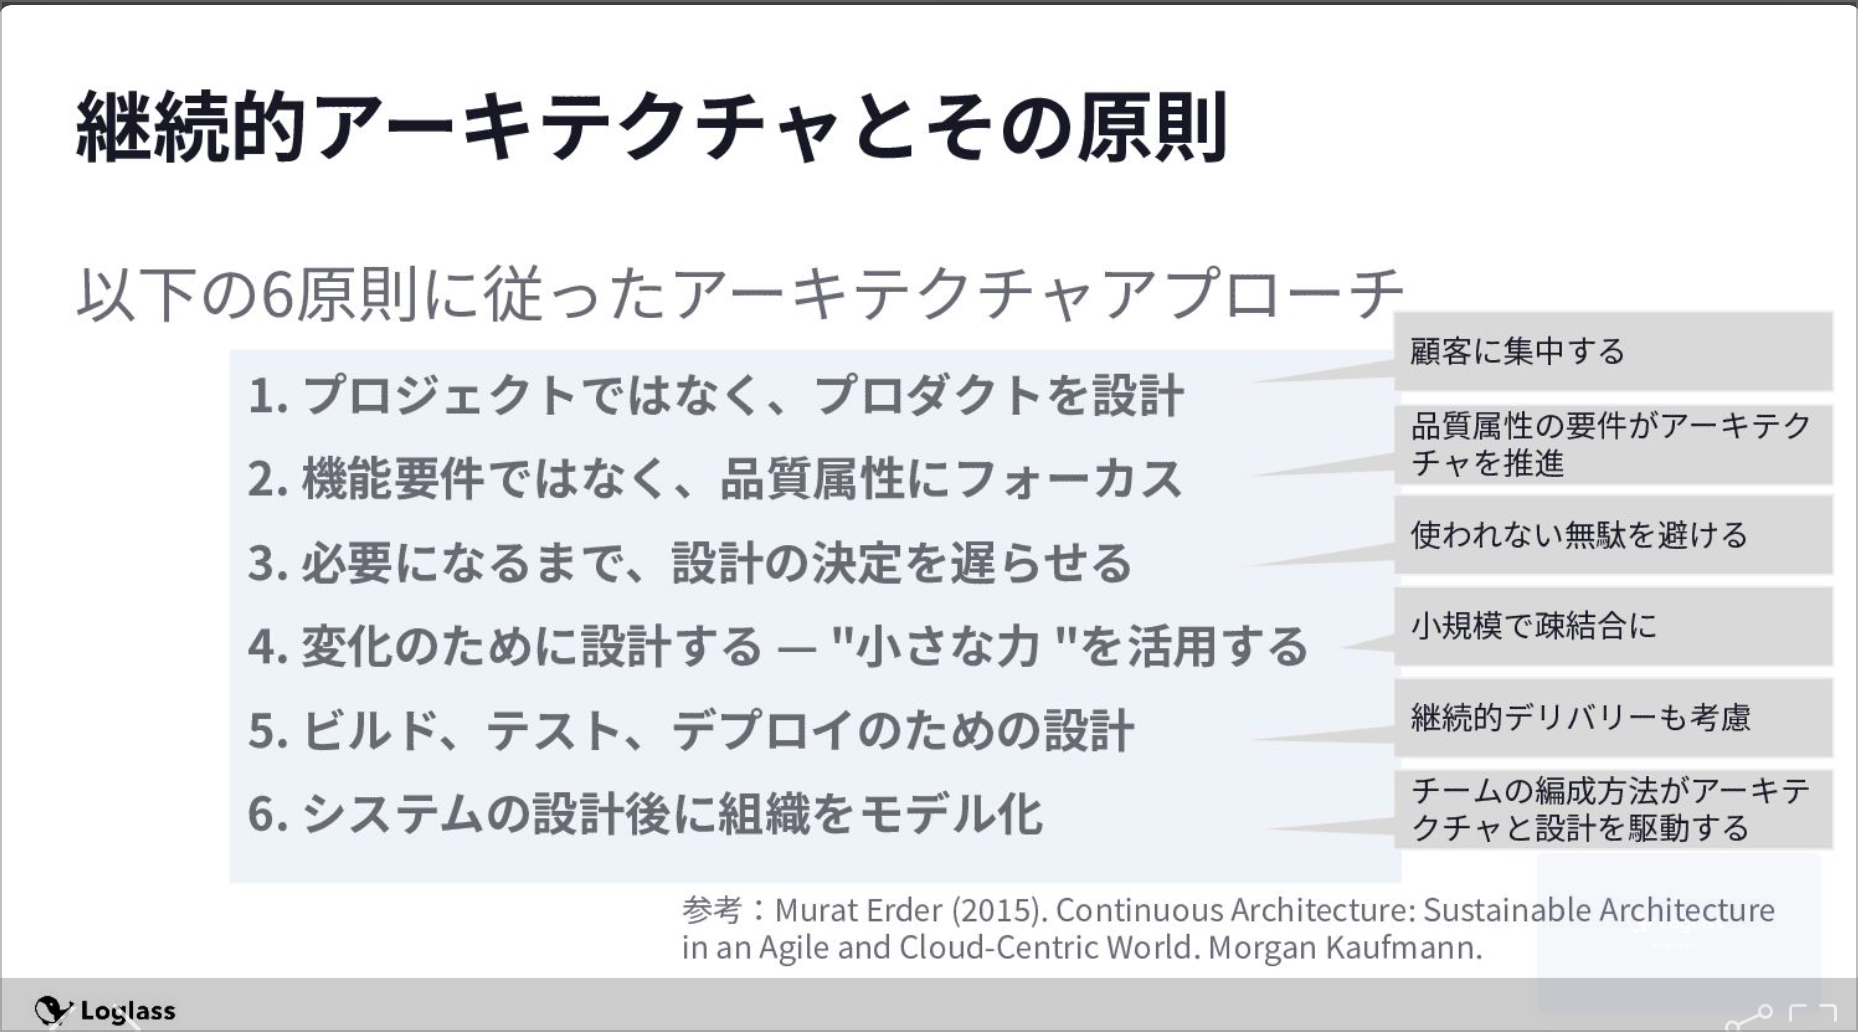 継続的アーキテクチャとその原則
以下の6原則に従ったアーキテクチャアプローチ
1. プロジェクトではなく、プロダクトを設計
顧客に集中する
2. 機能要件ではなく、品質属性にフォーカス
品質属性の要件がアーキテク
チャを推進
3. 必要になるまで、設計の決定を遅らせる
使われない無駄を避ける
4. 変化のために設計する — "小さな力 "を活用する
小規模で疎結合に
5. ビルド、テスト、デプロイのための設計
継続的デリバリーも考慮
6. システムの設計後に組織をモデル化
チームの編成方法がアーキテ
クチャと設計を駆動する
参考：Murat Erder (2015). Continuous Architecture: Sustainable Architecture
in an Agile and Cloud-Centric World. Morgan Kaufmann.
Loglass